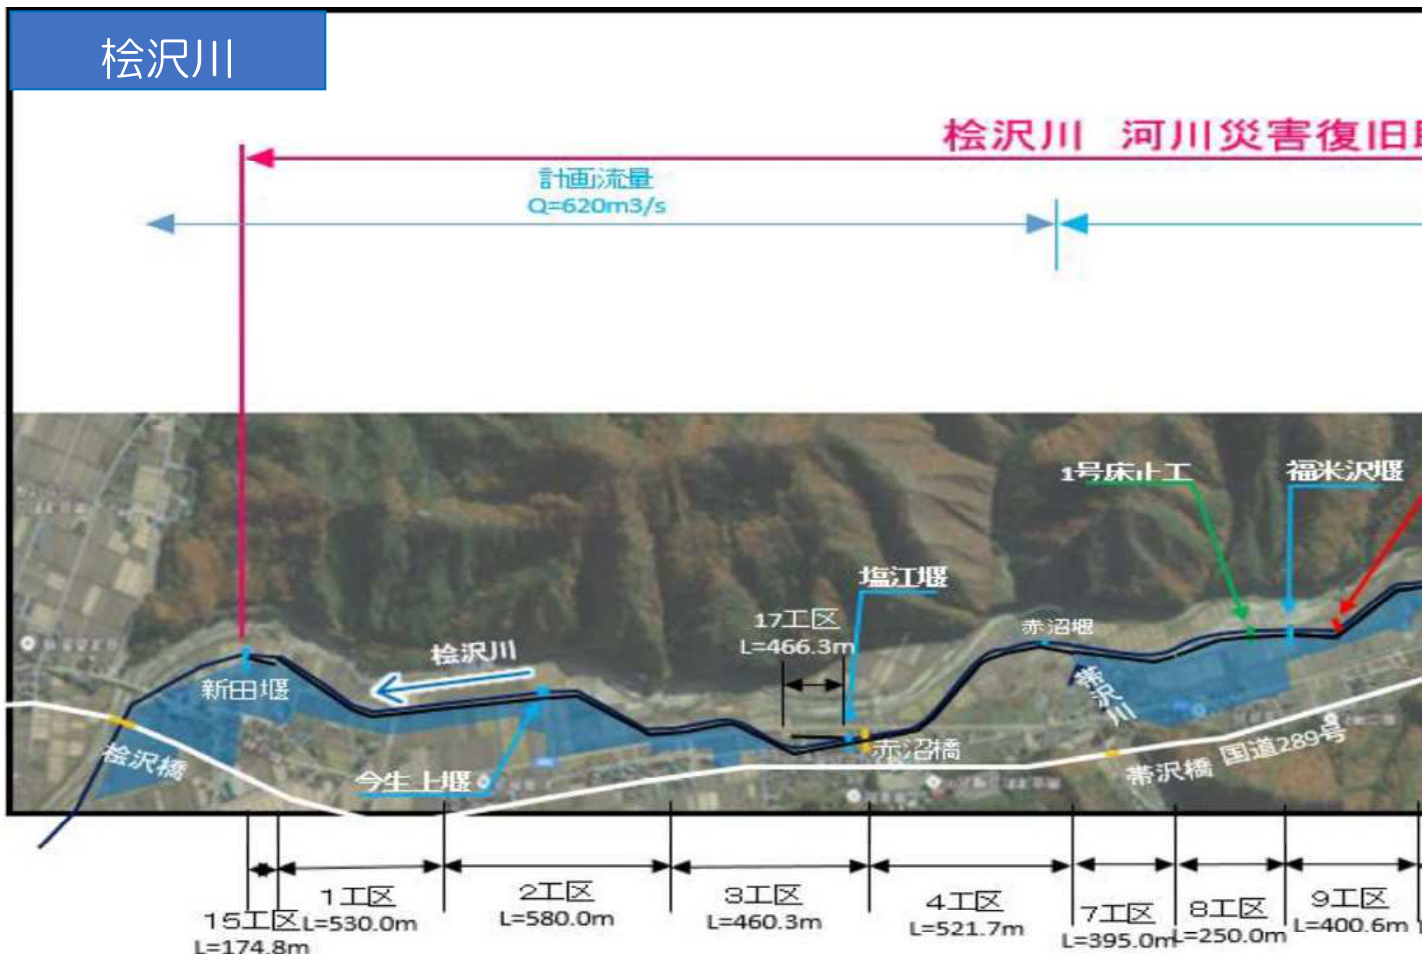 桧沢川
桧沢川 河川災害復旧
計画流量
Q=620m3/s
1号床止工
福米沢堰
塩江堰
17工区
L=466.3m
赤沼堰
桧沢川
新田堰
帯沢川
赤沼橋
国道289号
桧沢橋
今生上堰
帯沢橋
1工区
L=530.0m
2工区
L=580.0m
3工区
L=460.3m
4工区
L=521.7m
7工区
L=395.0m
8工区
L=250.0m
9工区
L=400.6m
15工区
L=174.8m